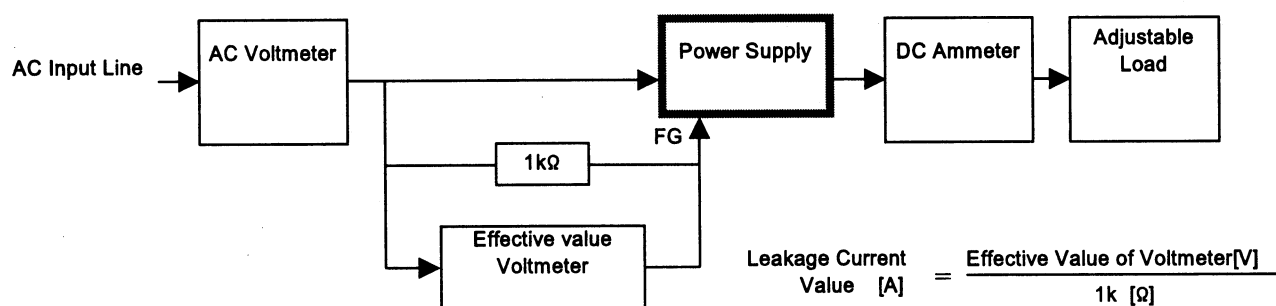 AC Input Line
AC Voltmeter
Power Supply
DC Ammeter
Adjustable
Load
FG
1kΩ
Effective value
Voltmeter
Leakage Current
Value [A]
= Effective Value of Voltmeter[V]
1k [Ω]